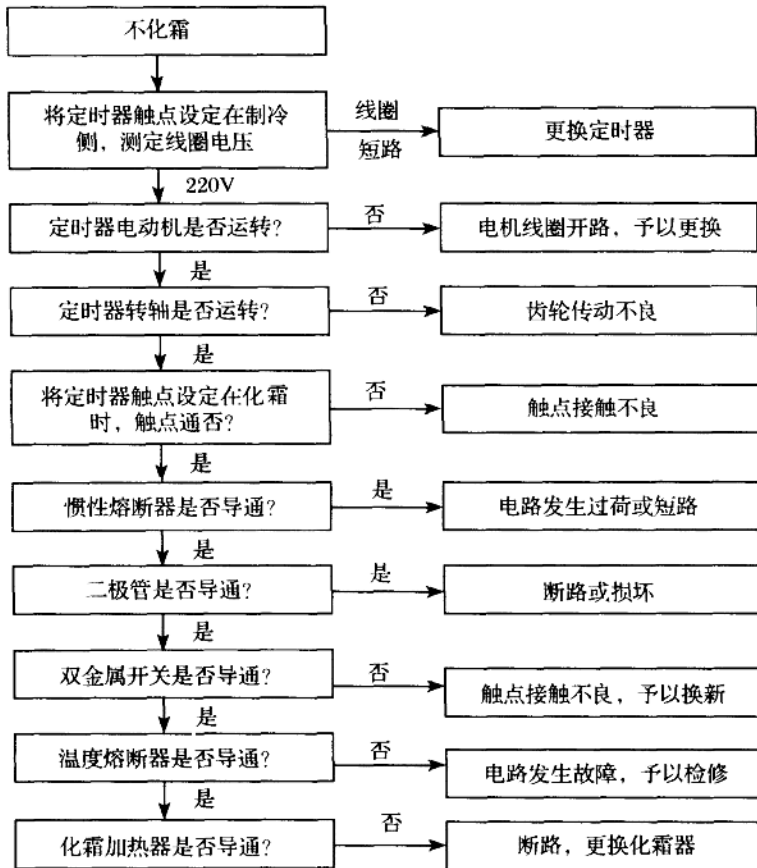 不化霜
将定时器触点设定在制冷
侧，测定线圈电压
线圈
短路
更换定时器
220V
定时器电动机是否运转？
否
电机线圈开路，予以更换
是
定时器转轴是否运转？
否
齿轮传动不良
是
将定时器触点设定在化霜
时，触点通否？
否
触点接触不良
是
惯性熔断器是否导通？
是
电路发生过荷或短路
是
二极管是否导通？
是
断路或损坏
是
双金属开关是否导通？
否
触点接触不良，予以换新
是
温度熔断器是否导通？
否
电路发生故障，予以检修
是
化霜加热器是否导通？
否
断路，更换化霜器